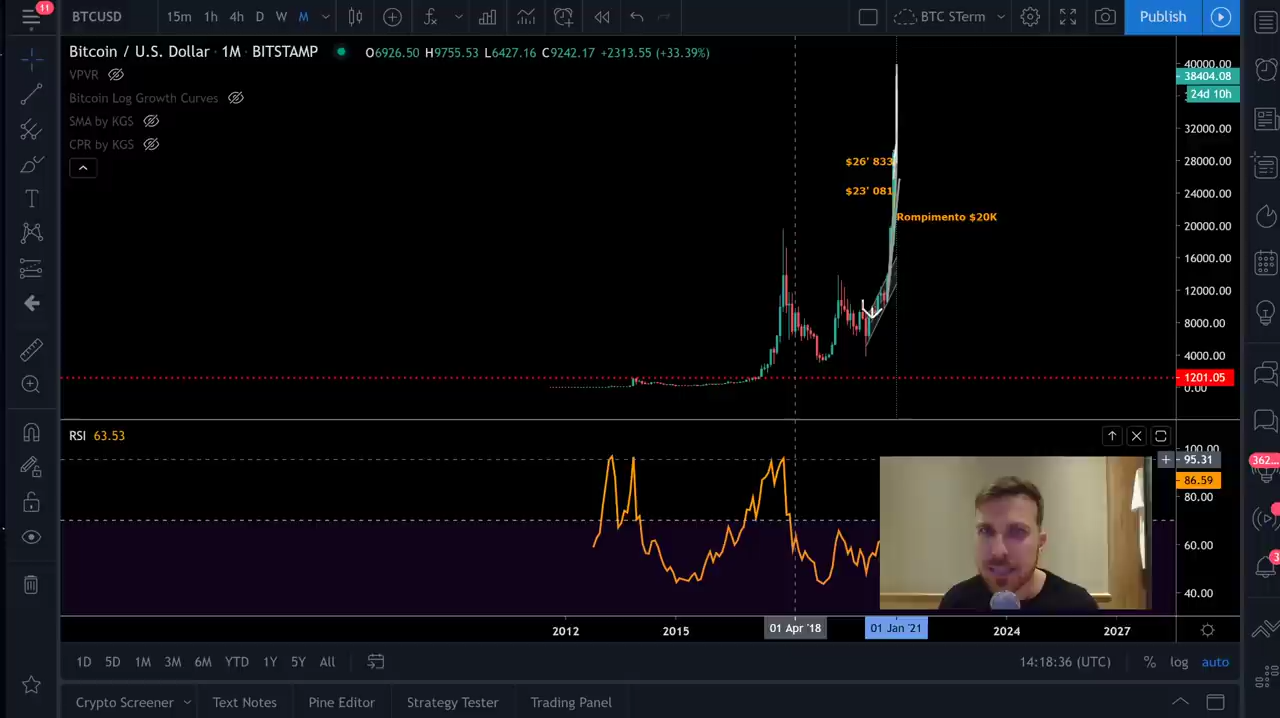 11
BTCUSD
15m 1h 4h D W M
BTC STerm
Publish
Bitcoin / U.S. Dollar · 1M · BITSTAMP
O6926.50 H9755.53 L6427.16 C9242.17 +2313.55 (+33.39%)
VPVR
Bitcoin Log Growth Curves
SMA by KGS
CPR by KGS
40000.00
38404.08
24d 10h
32000.00
28000.00
24000.00
20000.00
16000.00
12000.00
8000.00
4000.00
1201.05
0.00
$26' 833
$23' 081
Rompimento $20K
RSI 63.53
100.00
95.31
86.59
80.00
60.00
40.00
362...
2012 2015 01 Apr '18 01 Jan '21 2024 2027
1D 5D 1M 3M 6M YTD 1Y 5Y All
14:18:36 (UTC) % log auto
Crypto Screener Text Notes Pine Editor Strategy Tester Trading Panel